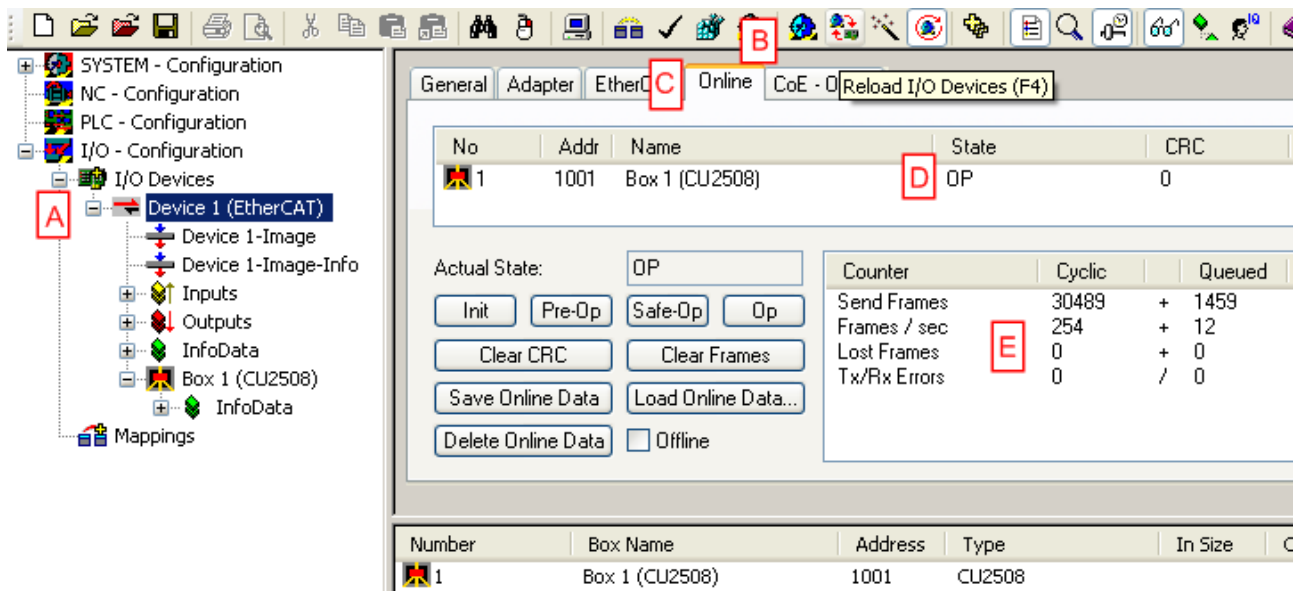 B
IQ
SYSTEM - Configuration
NC - Configuration
PLC - Configuration
I/O - Configuration
I/O Devices
A
Device 1 (EtherCAT)
Device 1-Image
Device 1-Image-Info
Inputs
Outputs
InfoData
Box 1 (CU2508)
InfoData
Mappings
General Adapter EtherC C Online CoE - O Reload I/O Devices (F4)
No Addr Name State CRC
1 1001 Box 1 (CU2508) D OP 0
Actual State: OP
Init Pre-Op Safe-Op Op
Clear CRC Clear Frames
Save Online Data Load Online Data...
Delete Online Data Offline
Counter Cyclic Queued
Send Frames 30489 + 1459
Frames / sec 254 + 12
E
Lost Frames 0 + 0
Tx/Rx Errors 0 / 0
Number Box Name Address Type In Size
1 Box 1 (CU2508) 1001 CU2508